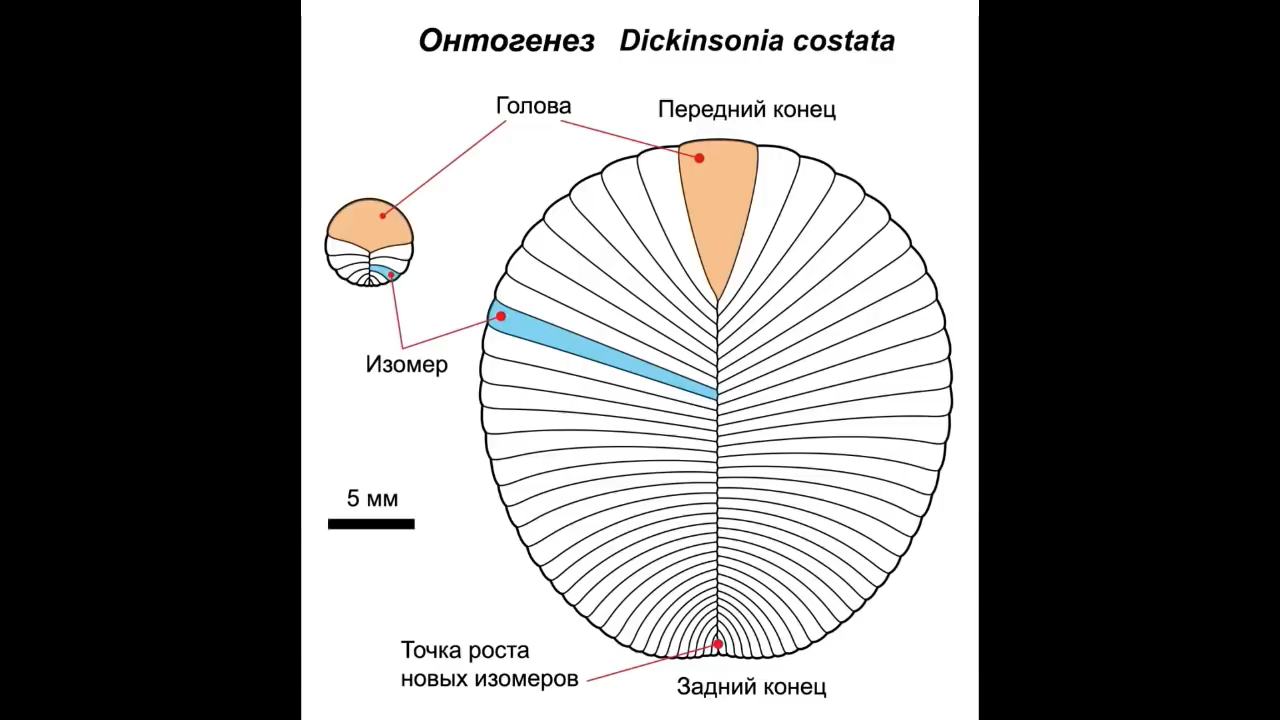 Онтогенез Dickinsonia costata
Голова
Передний конец
Изомер
5 мм
Точка роста
новых изомеров
Задний конец